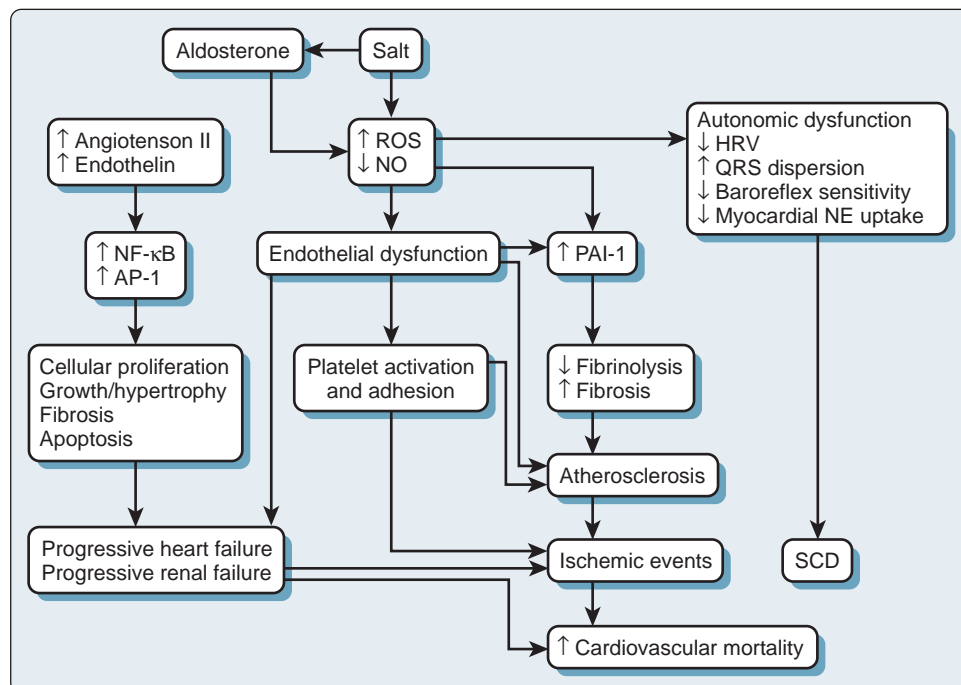 Aldosterone
Salt
↑ Angiotenson II
↑ Endothelin
↑ ROS
↓ NO
Autonomic dysfunction
↓ HRV
↑ QRS dispersion
↓ Baroreflex sensitivity
↓ Myocardial NE uptake
↑ NF-κB
↑ AP-1
Endothelial dysfunction
↑ PAI-1
Cellular proliferation
Growth/hypertrophy
Fibrosis
Apoptosis
Platelet activation
and adhesion
↓ Fibrinolysis
↑ Fibrosis
Atherosclerosis
Progressive heart failure
Progressive renal failure
Ischemic events
SCD
↑ Cardiovascular mortality